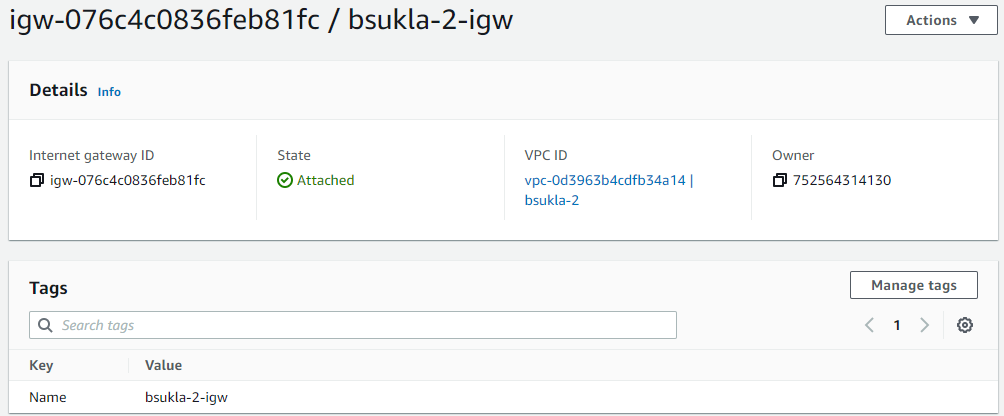 igw-076c4c0836feb81fc / bsukla-2-igw
Actions
Details Info
Internet gateway ID
igw-076c4c0836feb81fc
State
Attached
VPC ID
vpc-0d3963b4cdfb34a14 |
bsukla-2
Owner
752564314130
Tags
Manage tags
Search tags
1
Key Value
Name bsukla-2-igw